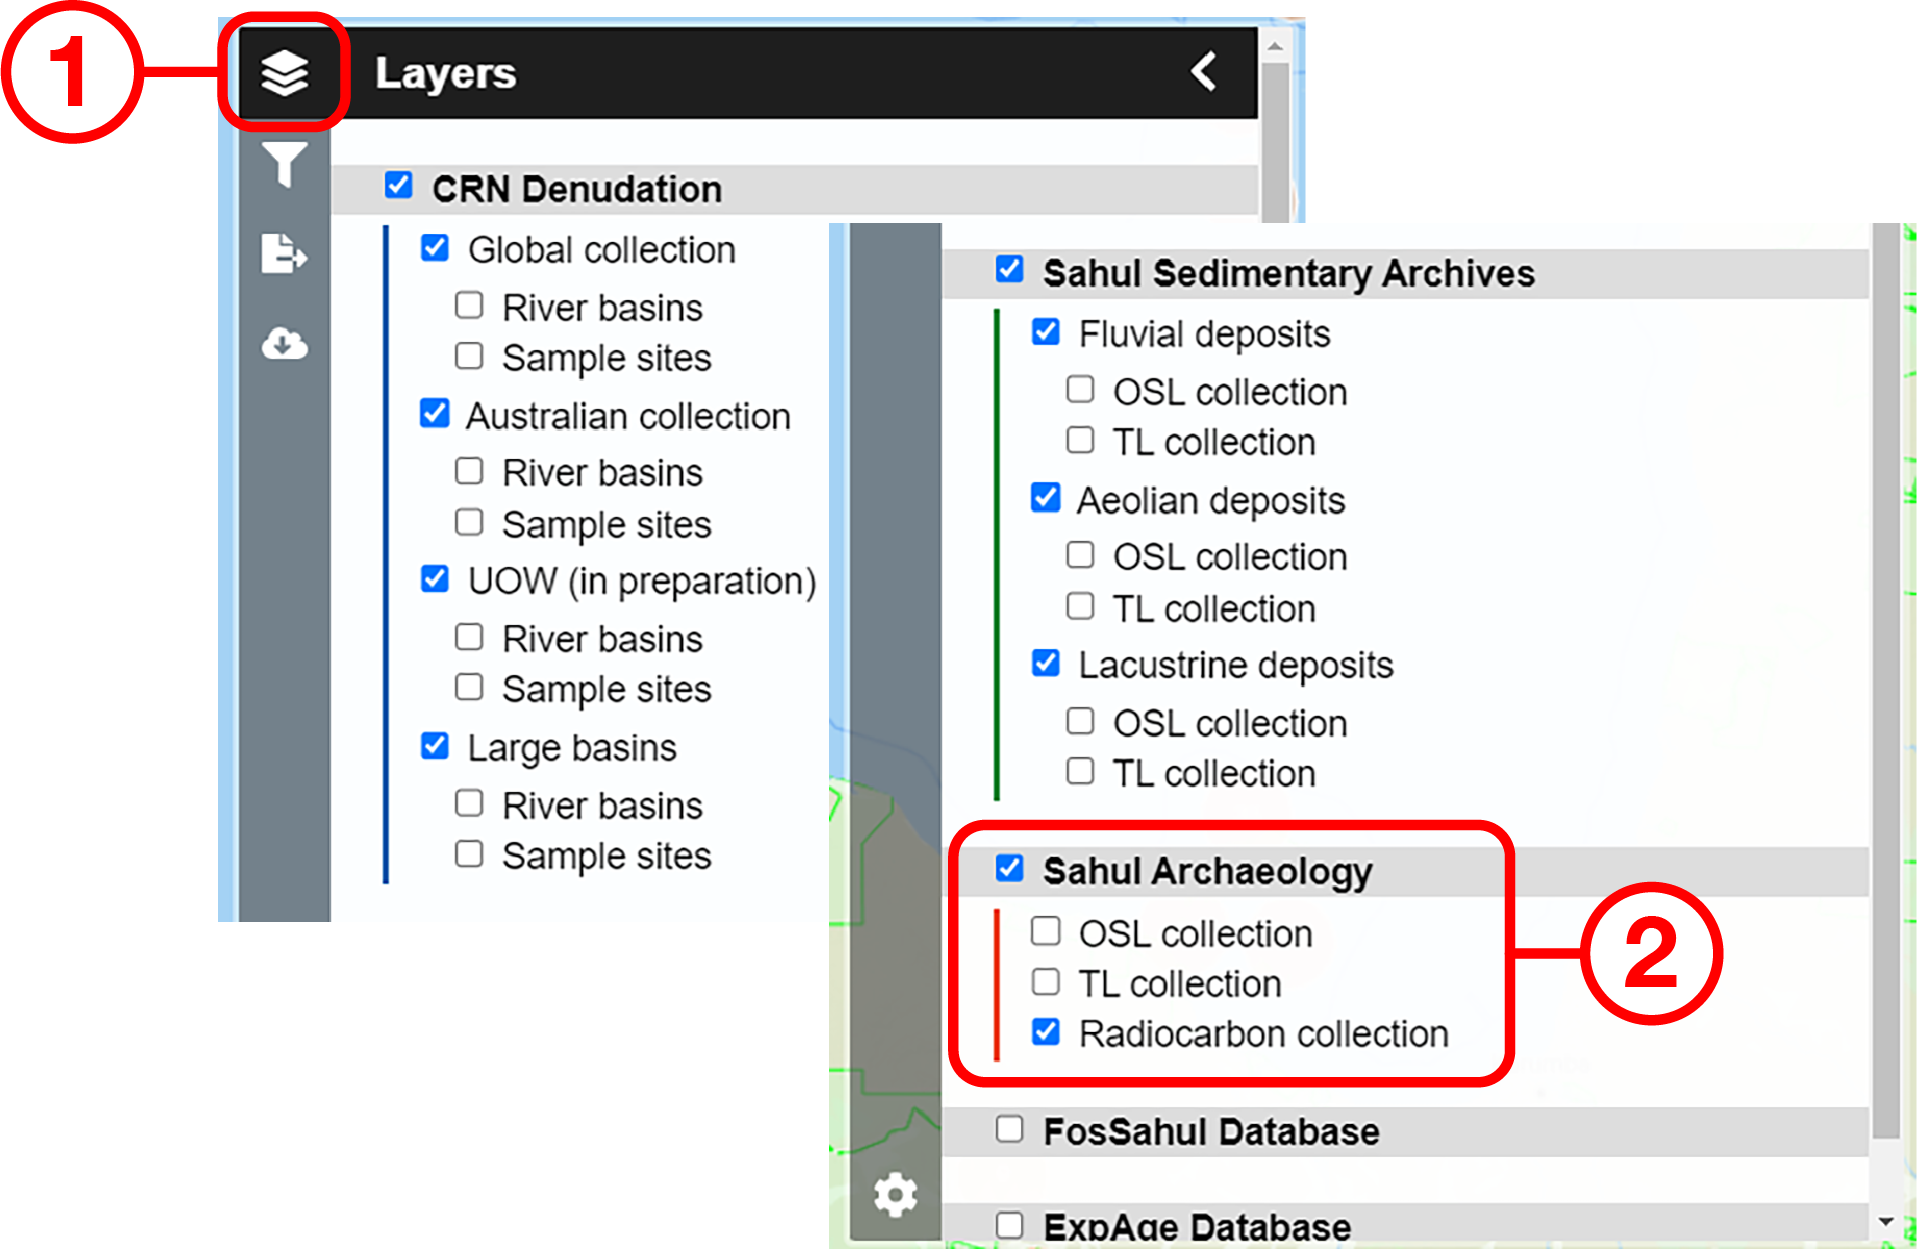 1
Layers
CRN Denudation
Global collection
River basins
Sample sites
Australian collection
River basins
Sample sites
UOW (in preparation)
River basins
Sample sites
Large basins
River basins
Sample sites
Sahul Sedimentary Archives
Fluvial deposits
OSL collection
TL collection
Aeolian deposits
OSL collection
TL collection
Lacustrine deposits
OSL collection
TL collection
Sahul Archaeology
OSL collection
TL collection
Radiocarbon collection
2
FosSahul Database
ExpAge Database